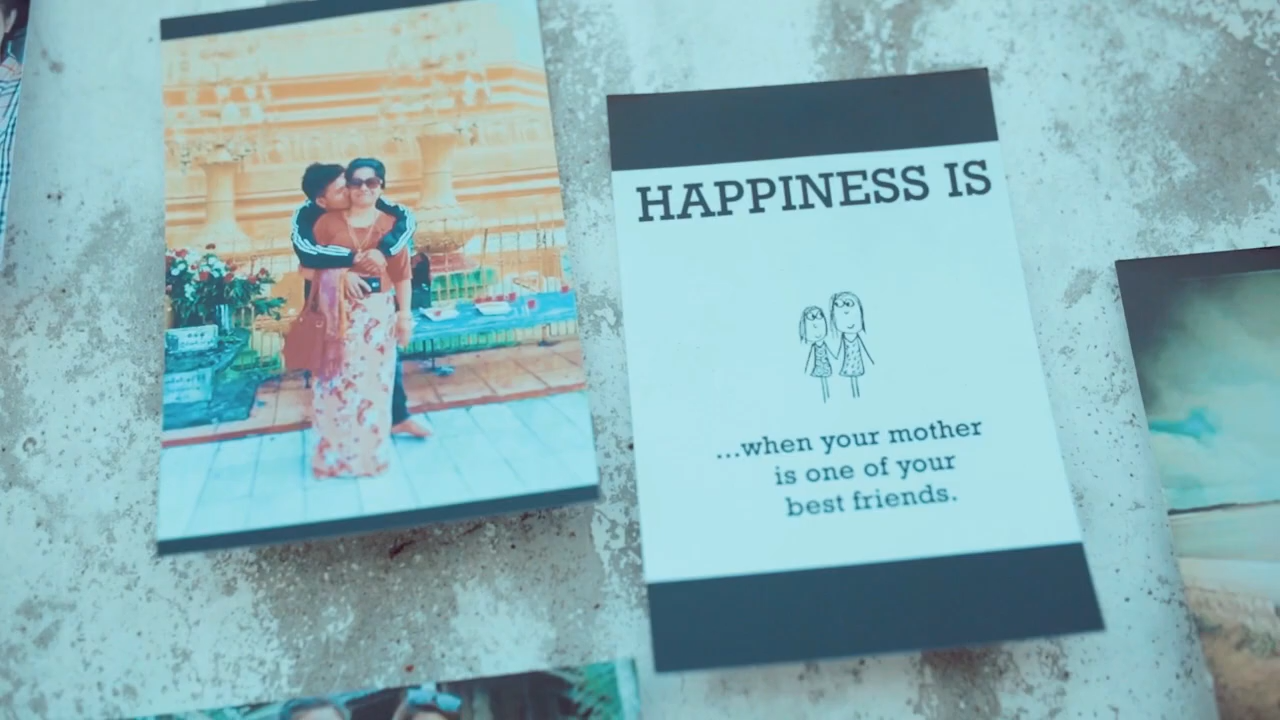 HAPPINESS IS
...when your mother
is one of your
best friends.